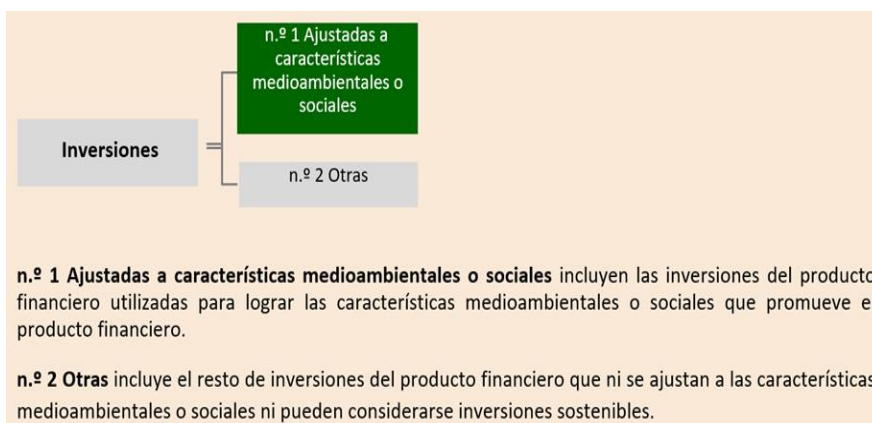 n.º 1 Ajustadas a
características
medioambientales o
sociales
Inversiones
n.º 2 Otras
n.º 1 Ajustadas a características medioambientales o sociales incluyen las inversiones del producto
financiero utilizadas para lograr las características medioambientales o sociales que promueve e
producto financiero.
n.º 2 Otras incluye el resto de inversiones del producto financiero que ni se ajustan a las características
medioambientales o sociales ni pueden considerarse inversiones sostenibles.